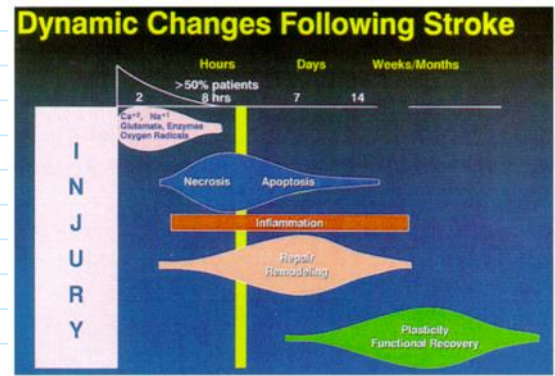 Dynamic Changes Following Stroke
Hours Days Weeks/Months
>50% patients
2 8 hrs 7 14
Ca+2, Na+1
Glutamate, Enzymes
Oxygen Radicals
INJURY
Necrosis Apoptosis
Inflammation
Repair
Remodeling
Plasticity
Functional Recovery